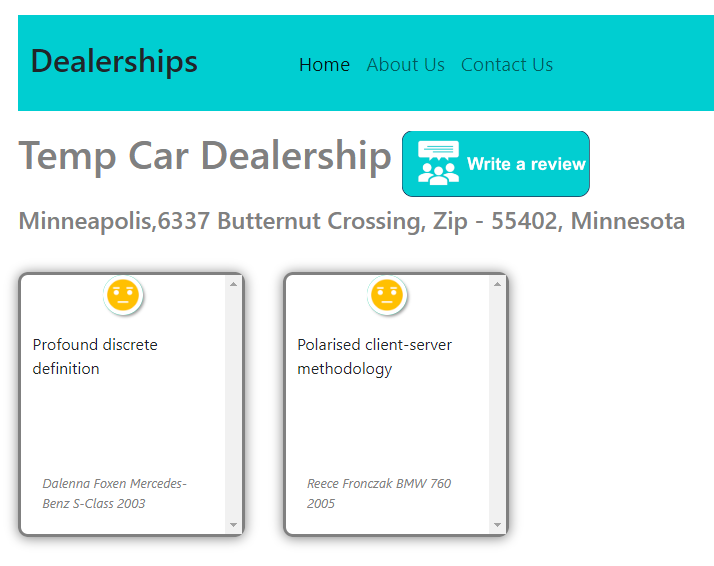 Dealerships
Home About Us Contact Us
Temp Car Dealership
Write a review
Minneapolis,6337 Butternut Crossing, Zip - 55402, Minnesota
Profound discrete
definition
Dalenna Foxen Mercedes-
Benz S-Class 2003
Polarised client-server
methodology
Reece Fronczak BMW 760
2005